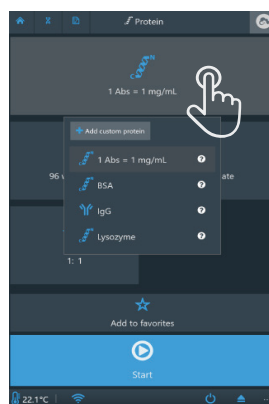 Protein
N
C
1 Abs = 1 mg/mL
+ Add custom protein
1 Abs = 1 mg/mL ?
BSA ?
96 ate
IgG ?
Lysozyme ?
1: 1
Add to favorites
Start
22.1°C